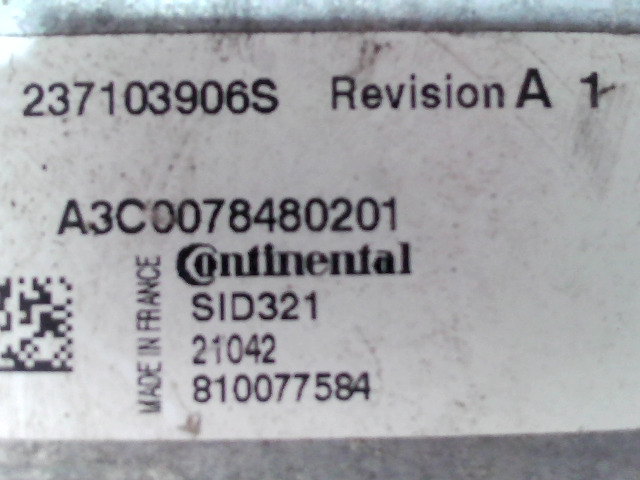 237103906S Revision A 1
A3C0078480201
Continental
MADE IN FRANCE
SID321
21042
810077584